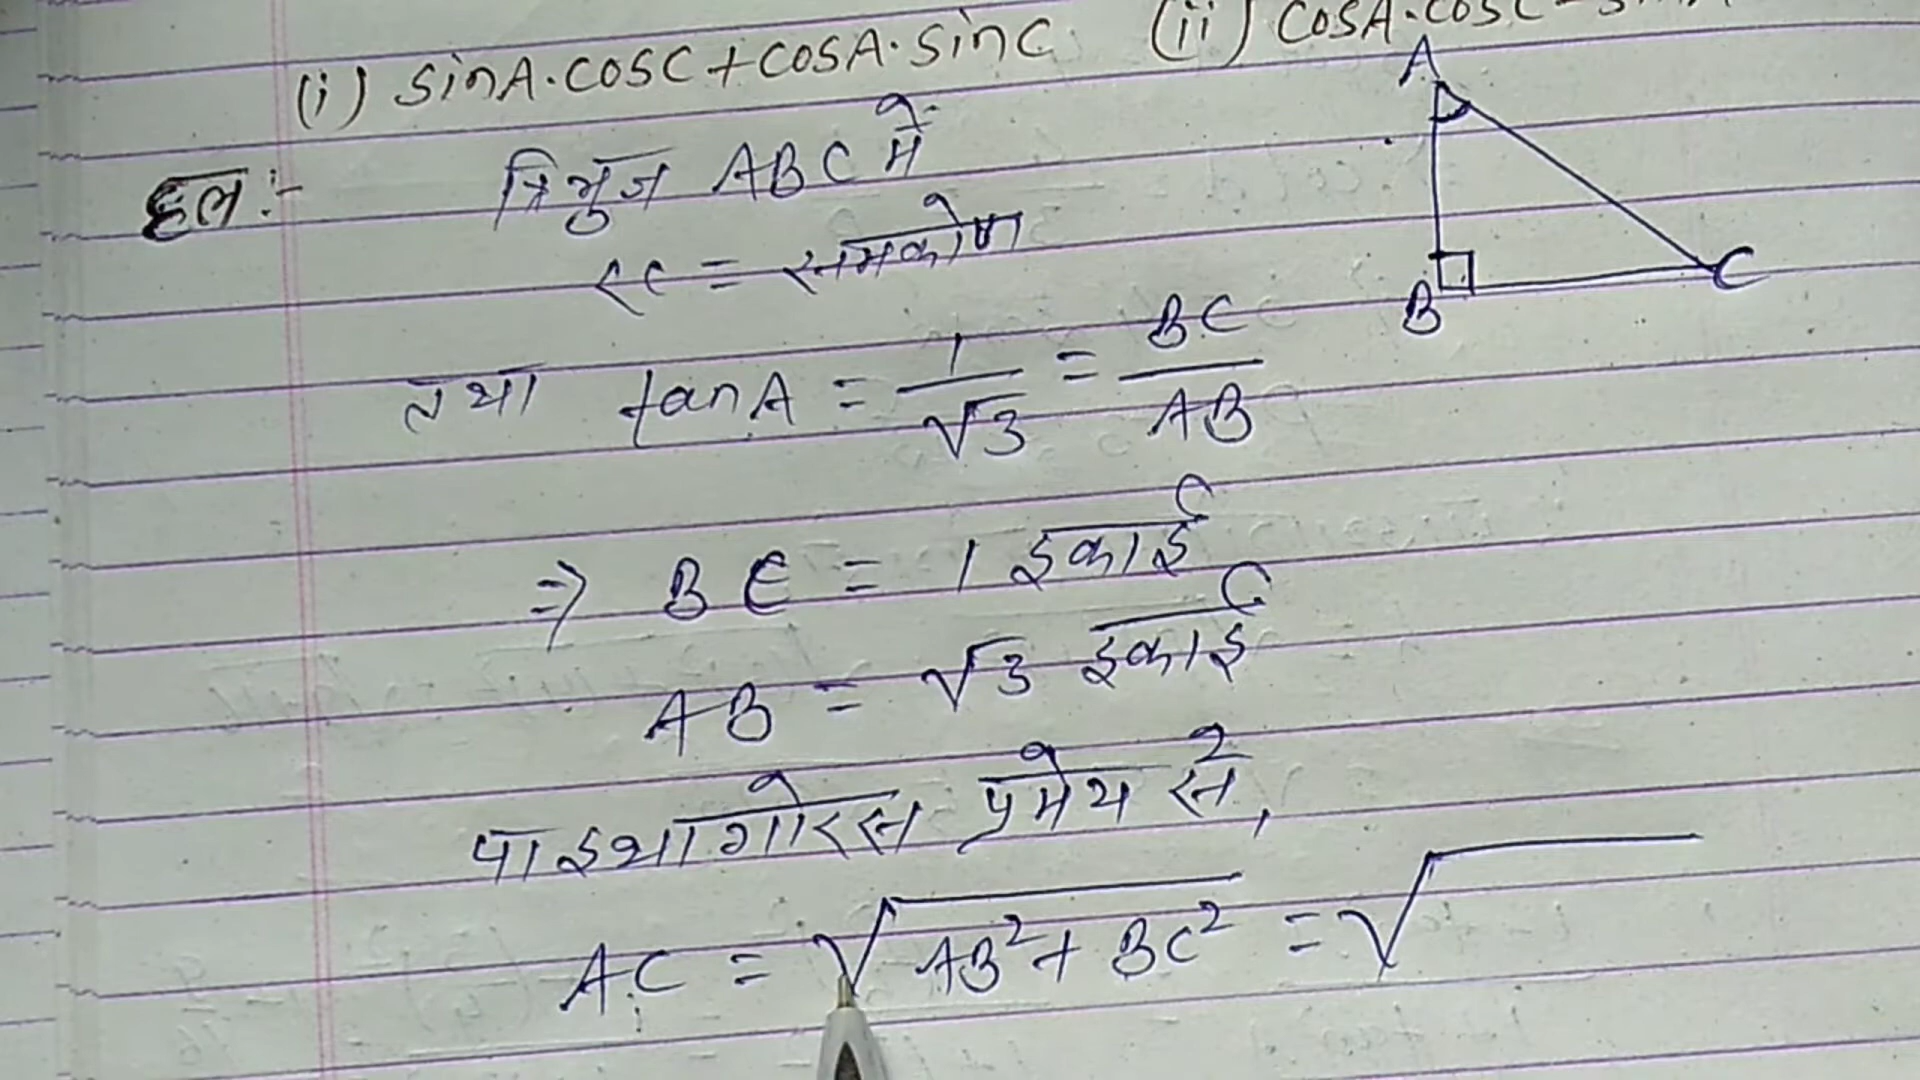 (i) sinA.cosC+cosA.sinC (ii) cosA.cosC-sinA
हल:- त्रिभुज ABC में
∠C = समकोण
तथा tanA = 1/√3 = BC/AB
⇒ BC = 1 इकाई
AB = √3 इकाई
पाइथागोरस प्रमेय से,
AC = √AB²+BC² = √
A
B
C